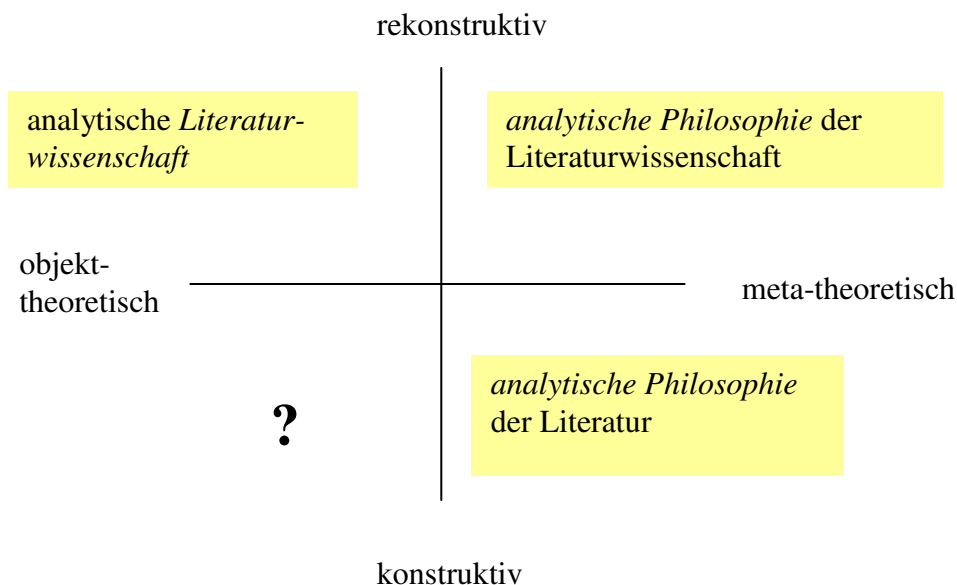 rekonstruktiv
analytische Literatur-
wissenschaft
analytische Philosophie der
Literaturwissenschaft
objekt-
theoretisch
meta-theoretisch
analytische Philosophie
der Literatur
?
konstruktiv